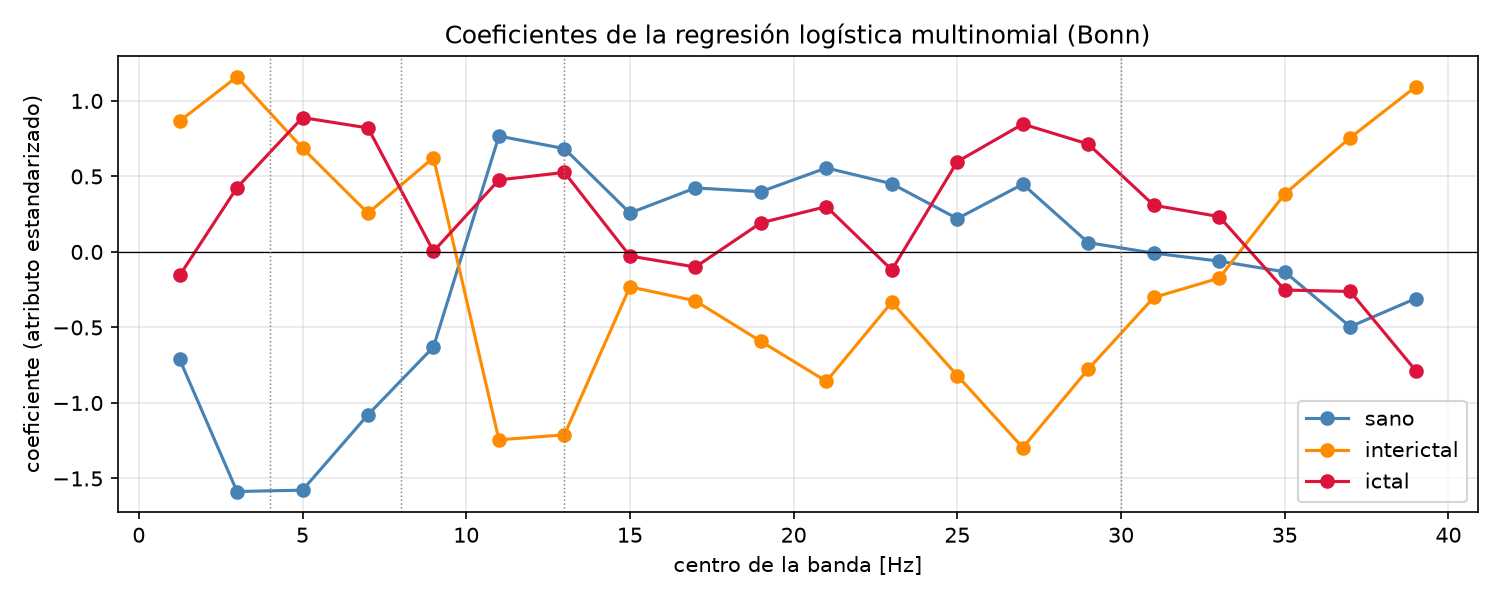 Coeficientes de la regresión logística multinomial (Bonn)
coeficiente (atributo estandarizado)
1.0
0.5
0.0
−0.5
−1.0
−1.5
sano
interictal
ictal
0 5 10 15 20 25 30 35 40
centro de la banda [Hz]